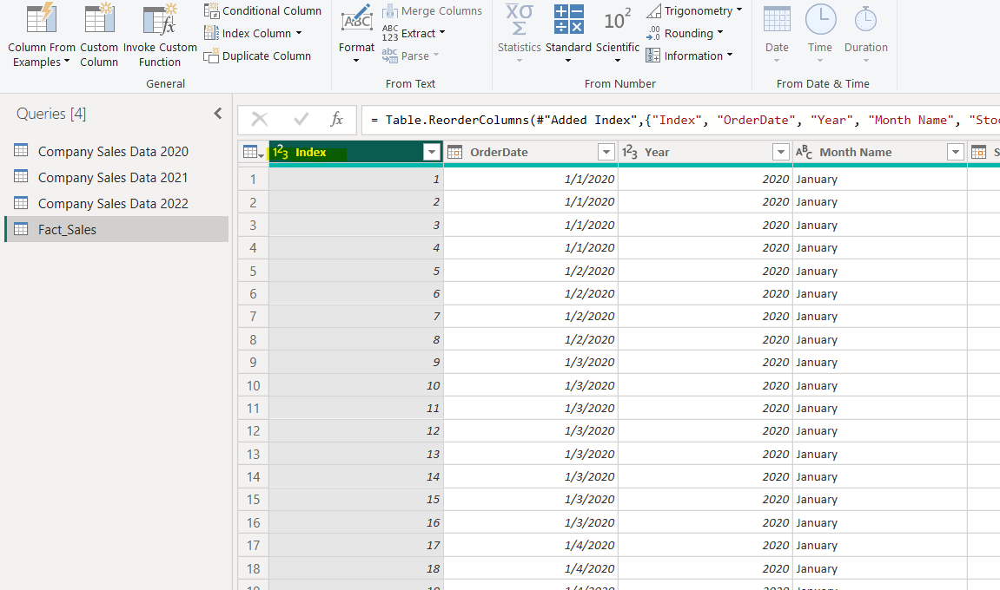 Column From Examples
Custom Column
Invoke Custom Function
Conditional Column
Index Column
Duplicate Column
General
ABC
Format
Merge Columns
ABC 123 Extract
abc Parse
From Text
Χσ Σ
Statistics
Standard
10² Scientific
Trigonometry
.00 →.0 Rounding
Information
From Number
Date
Time
Duration
From Date & Time
Queries [4]
Company Sales Data 2020
Company Sales Data 2021
Company Sales Data 2022
Fact_Sales
fx = Table.ReorderColumns(#"Added Index",{"Index", "OrderDate", "Year", "Month Name", "Stoc
1²3 Index OrderDate 1²3 Year ABC Month Name S
1 1 1/1/2020 2020 January
2 2 1/1/2020 2020 January
3 3 1/1/2020 2020 January
4 4 1/1/2020 2020 January
5 5 1/2/2020 2020 January
6 6 1/2/2020 2020 January
7 7 1/2/2020 2020 January
8 8 1/2/2020 2020 January
9 9 1/3/2020 2020 January
10 10 1/3/2020 2020 January
11 11 1/3/2020 2020 January
12 12 1/3/2020 2020 January
13 13 1/3/2020 2020 January
14 14 1/3/2020 2020 January
15 15 1/3/2020 2020 January
16 16 1/3/2020 2020 January
17 17 1/4/2020 2020 January
18 18 1/4/2020 2020 January